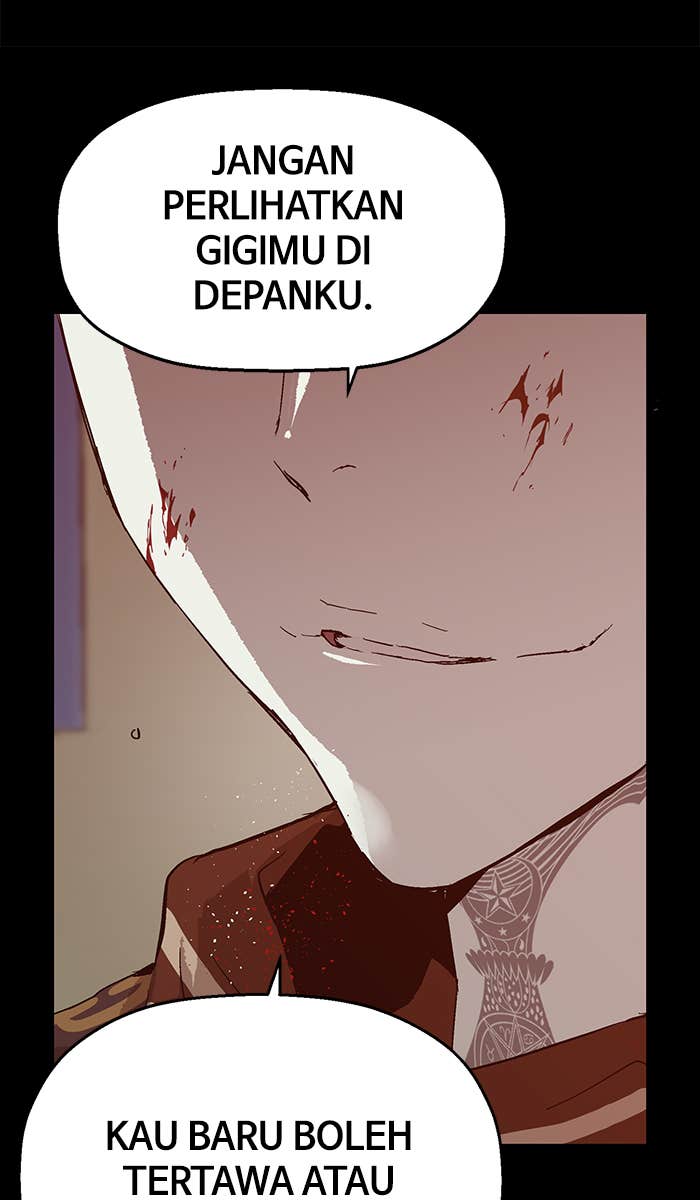 JANGAN
PERLIHATKAN
GIGIMU DI
DEPANKU.
KAU BARU BOLEH
TERTAWA ATAU